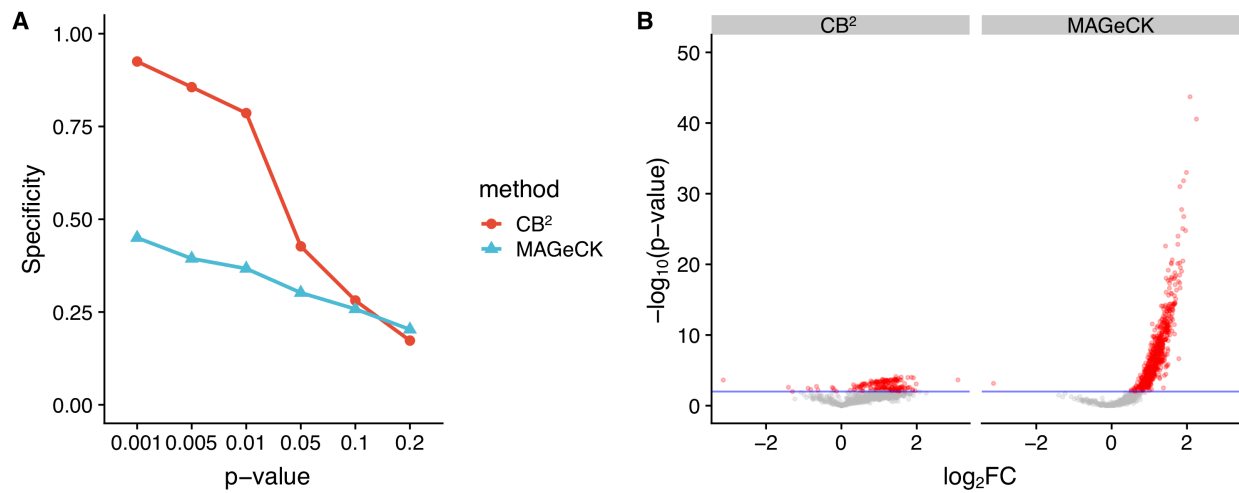 A
1.00
0.75
0.50
0.25
0.00
Specificity
0.001 0.005 0.01 0.05 0.1 0.2
p−value
method
CB²
MAGeCK
B
CB² MAGeCK
50
40
30
20
10
0
−log₁₀(p−value)
−2 0 2 −2 0 2
log₂FC